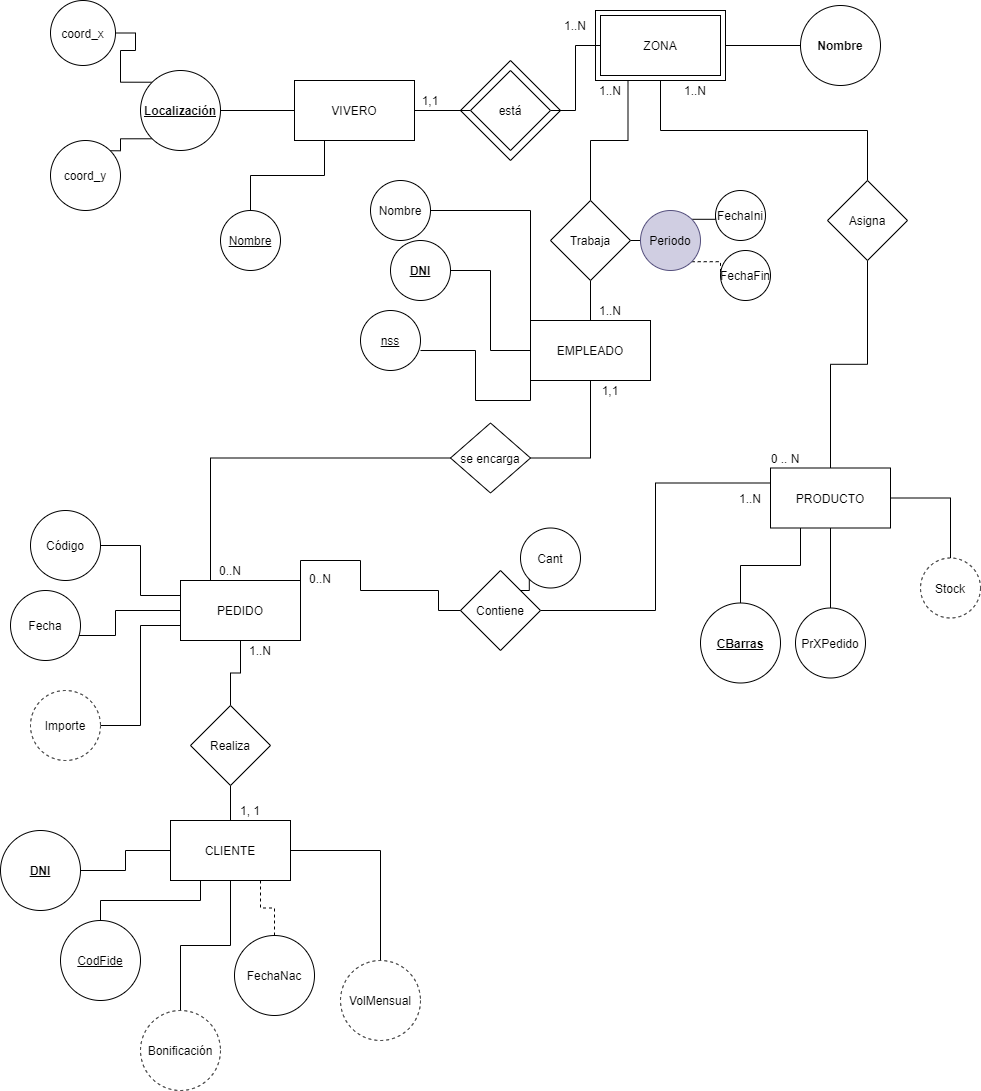 coord_x
1..N
ZONA
Nombre
Localización
VIVERO
1,1
está
1..N
1..N
coord_y
Nombre
Nombre
Trabaja
Periodo
FechaIni
Asigna
DNI
FechaFin
1..N
nss
EMPLEADO
1,1
se encarga
0 .. N
1..N
PRODUCTO
Código
0..N
0..N
Cant
Stock
Fecha
PEDIDO
Contiene
1..N
CBarras
PrXPedido
Importe
Realiza
1, 1
DNI
CLIENTE
CodFide
FechaNac
VolMensual
Bonificación